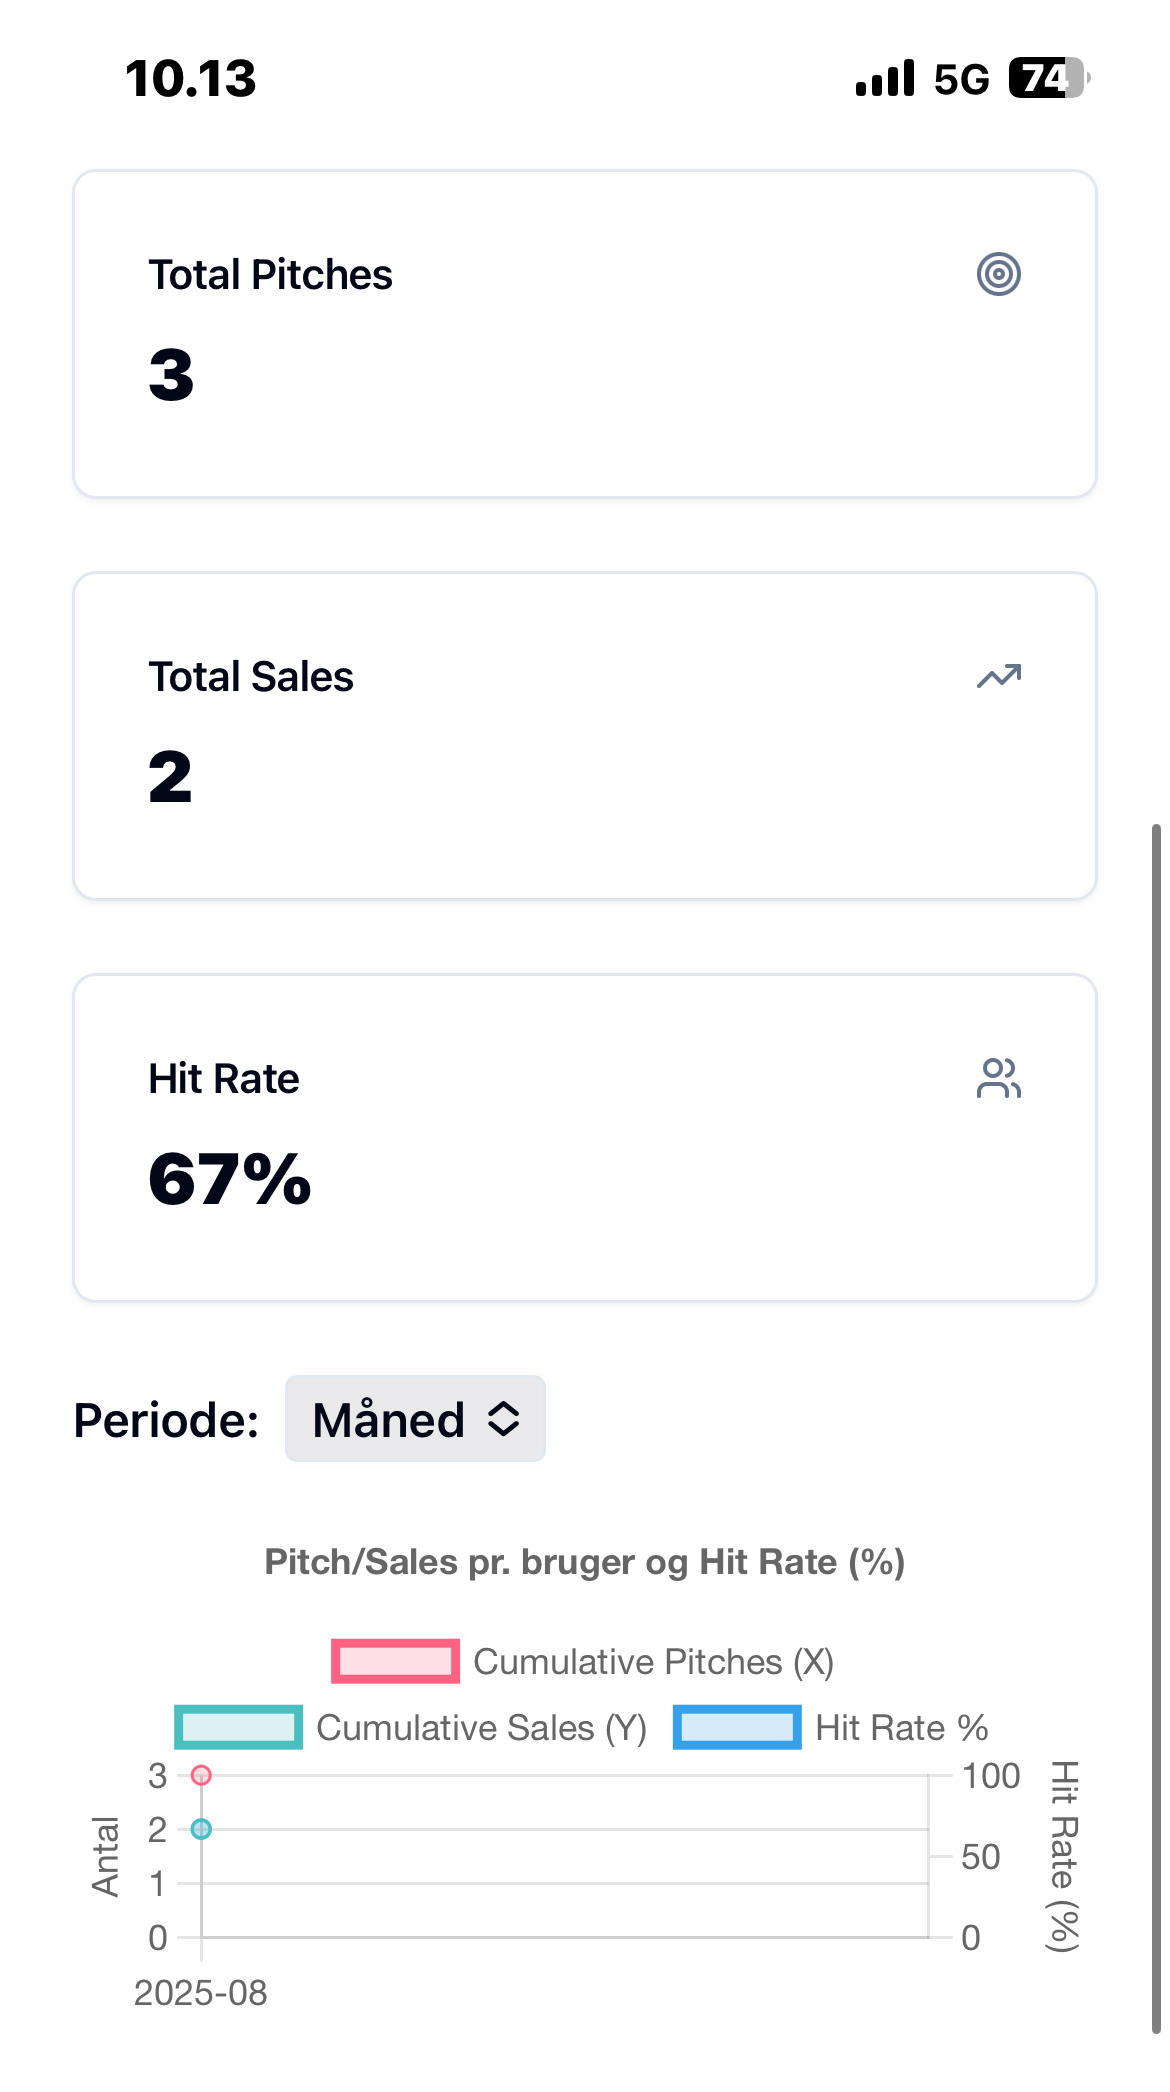 10.13 5G 74
Total Pitches
3
Total Sales
2
Hit Rate
67%
Periode: Måned
Pitch/Sales pr. bruger og Hit Rate (%)
Cumulative Pitches (X)
Cumulative Sales (Y) Hit Rate %
3 100
2
50
1
0 0
Antal
Hit Rate (%)
2025-08